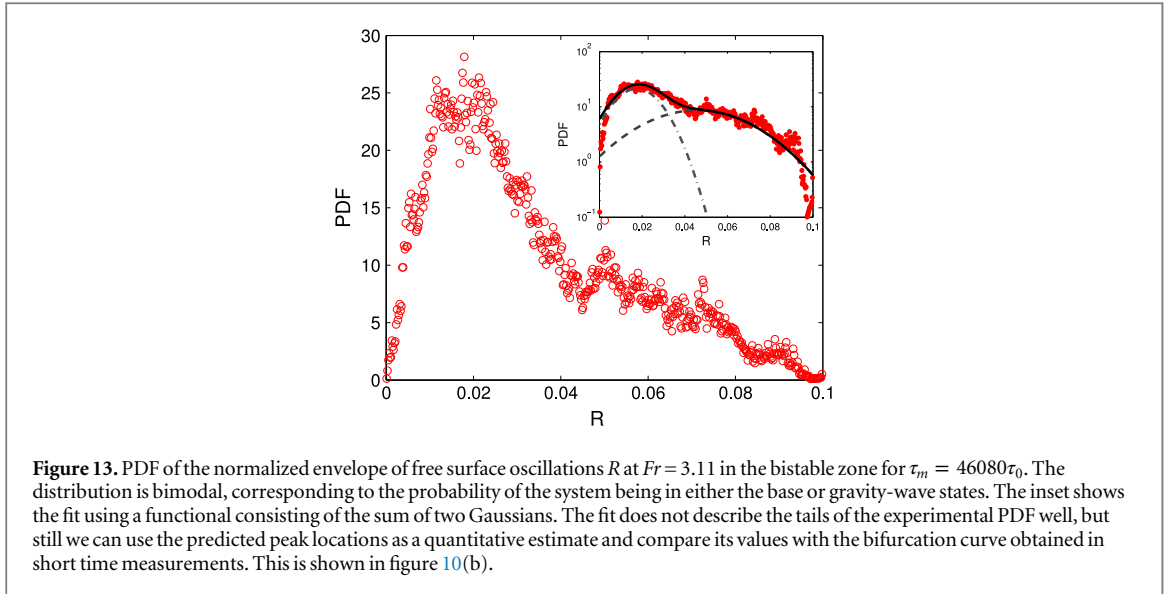 30
25
20
15
10
5
0
PDF
0
0.02
0.04
0.06
0.08
0.1
R
10²
10¹
10⁰
10⁻¹
PDF
0
0.02
0.04
0.06
0.08
0.1
R
Figure 13. PDF of the normalized envelope of free surface oscillations R at Fr = 3.11 in the bistable zone for τₘ = 46080τ₀. The
distribution is bimodal, corresponding to the probability of the system being in either the base or gravity-wave states. The inset shows
the fit using a functional consisting of the sum of two Gaussians. The fit does not describe the tails of the experimental PDF well, but
still we can use the predicted peak locations as a quantitative estimate and compare its values with the bifurcation curve obtained in
short time measurements. This is shown in figure 10(b).